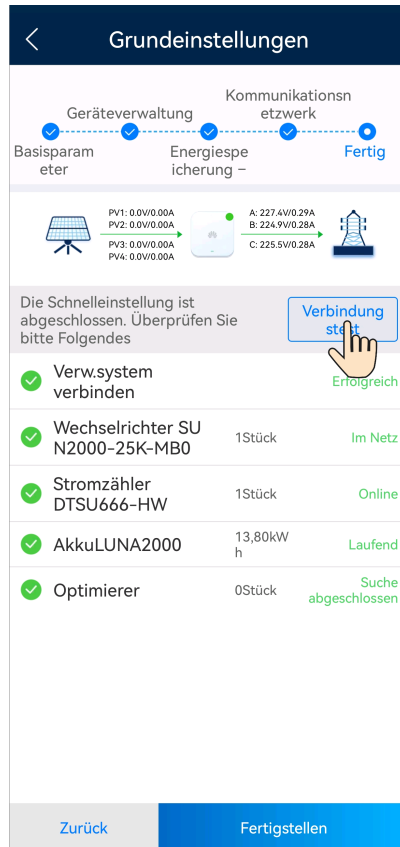 Grundeinstellungen
Kommunikationsn
Geräteverwaltung
etzwerk
Basisparam
eter
Energiespe
icherung –
Fertig
PV1: 0.0V/0.00A
PV2: 0.0V/0.00A
PV3: 0.0V/0.00A
PV4: 0.0V/0.00A
A: 227.4V/0.29A
B: 224.9V/0.28A
C: 225.5V/0.28A
Die Schnelleinstellung ist
abgeschlossen. Überprüfen Sie
bitte Folgendes
Verbindung
stest
Verw.system
verbinden
Erfolgreich
Wechselrichter SU
N2000-25K-MB0
1Stück
Im Netz
Stromzähler
DTSU666-HW
1Stück
Online
AkkuLUNA2000
13,80kW
h
Laufend
Optimierer
0Stück
Suche
abgeschlossen
Zurück
Fertigstellen